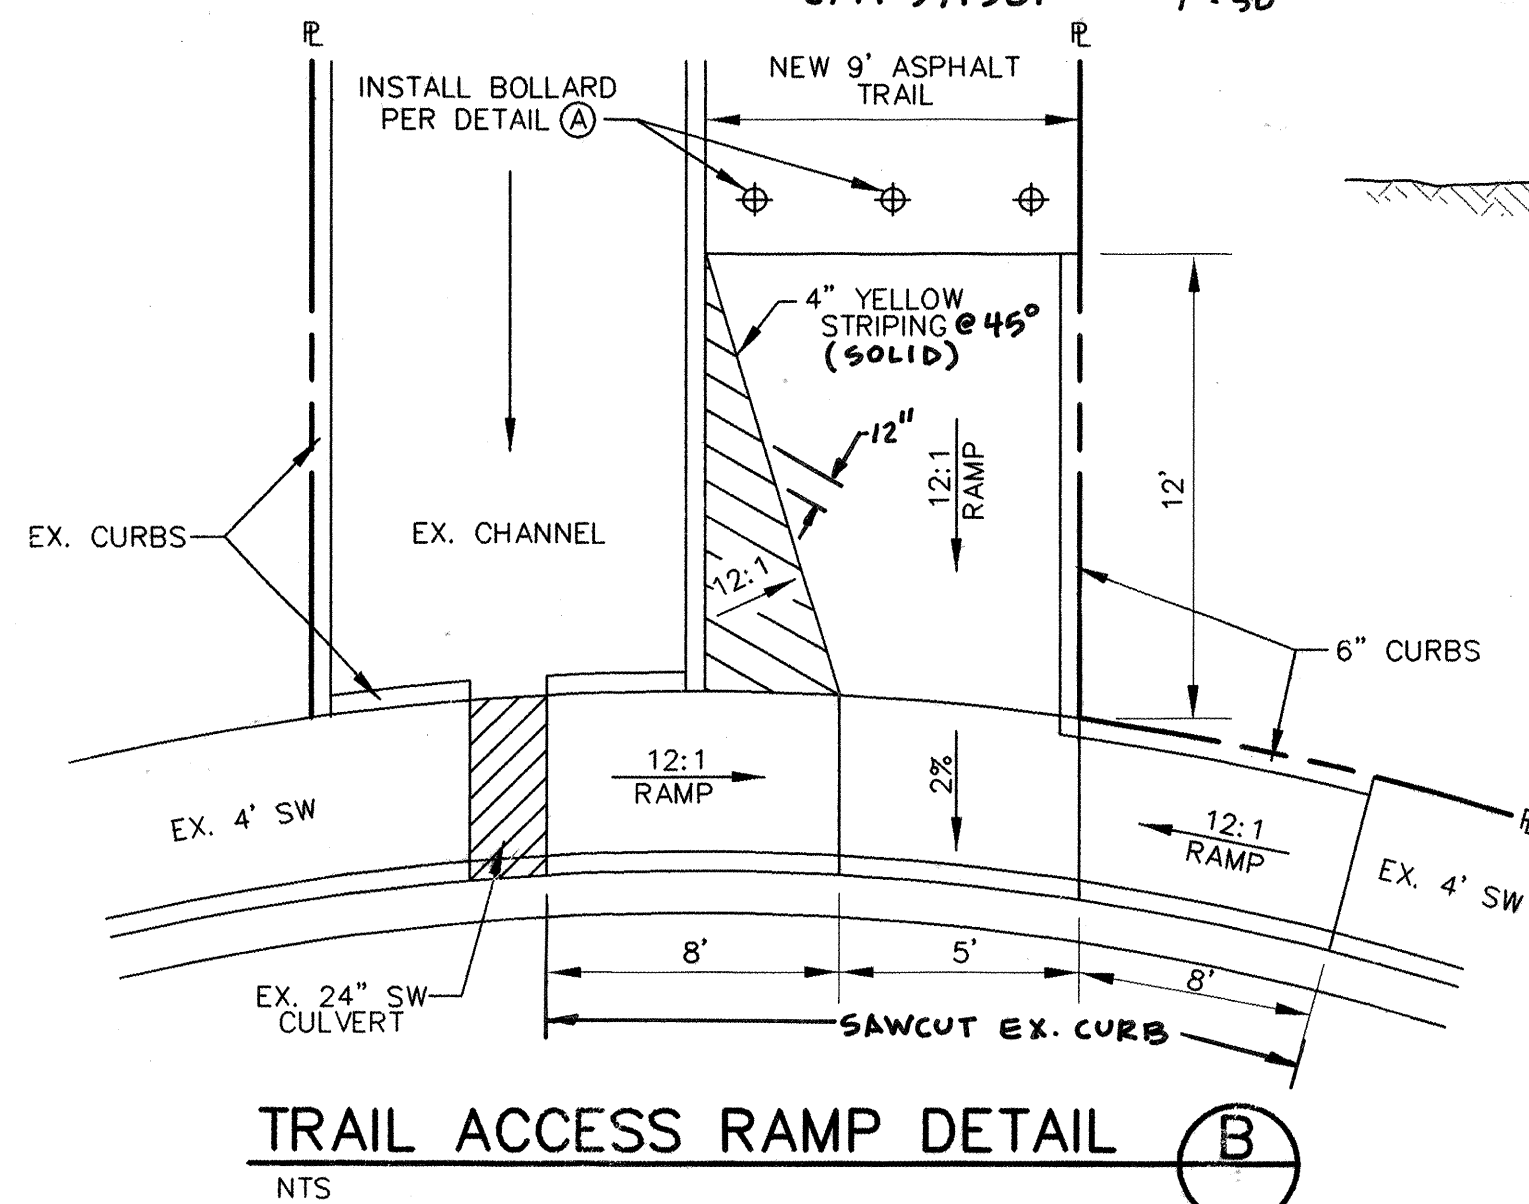 ℄
℄
INSTALL BOLLARD
PER DETAIL A
NEW 9' ASPHALT
TRAIL
4" YELLOW
STRIPING @ 45°
(SOLID)
12"
12:1
RAMP
12'
EX. CURBS
EX. CHANNEL
12:1
6" CURBS
12:1
RAMP
2%
EX. 4' SW
12:1
RAMP
EX. 4' SW
8'
5'
8'
EX. 24" SW
CULVERT
SAWCUT EX. CURB
TRAIL ACCESS RAMP DETAIL B
NTS